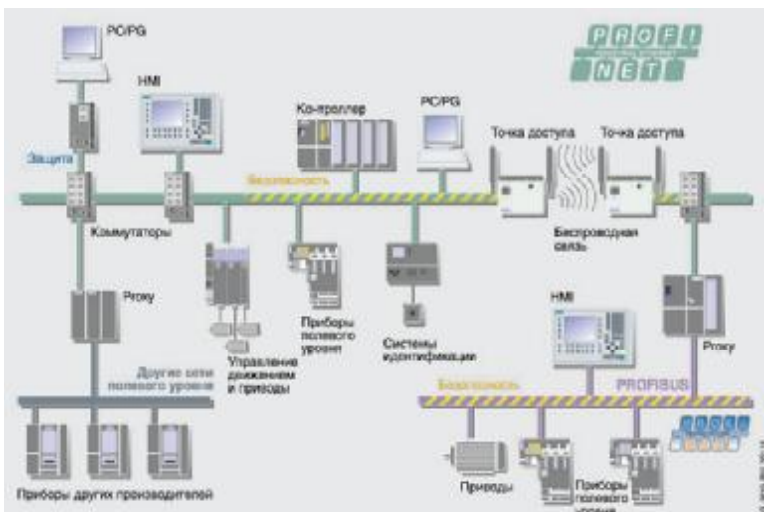 PC/PG
PROFI
NET
HMI
Контроллер
PC/PG
Точка доступа
Точка доступа
Защита
Безопасность
Коммутаторы
Беспроводная
связь
Proxy
HMI
Приборы
полевого
уровня
Системы
идентификации
Proxy
Управление
движением
и приводы
Другие сети
полевого уровня
Безопасность
PROFIBUS
Приводы
Приборы
полевого
уровня
Приборы других производителей